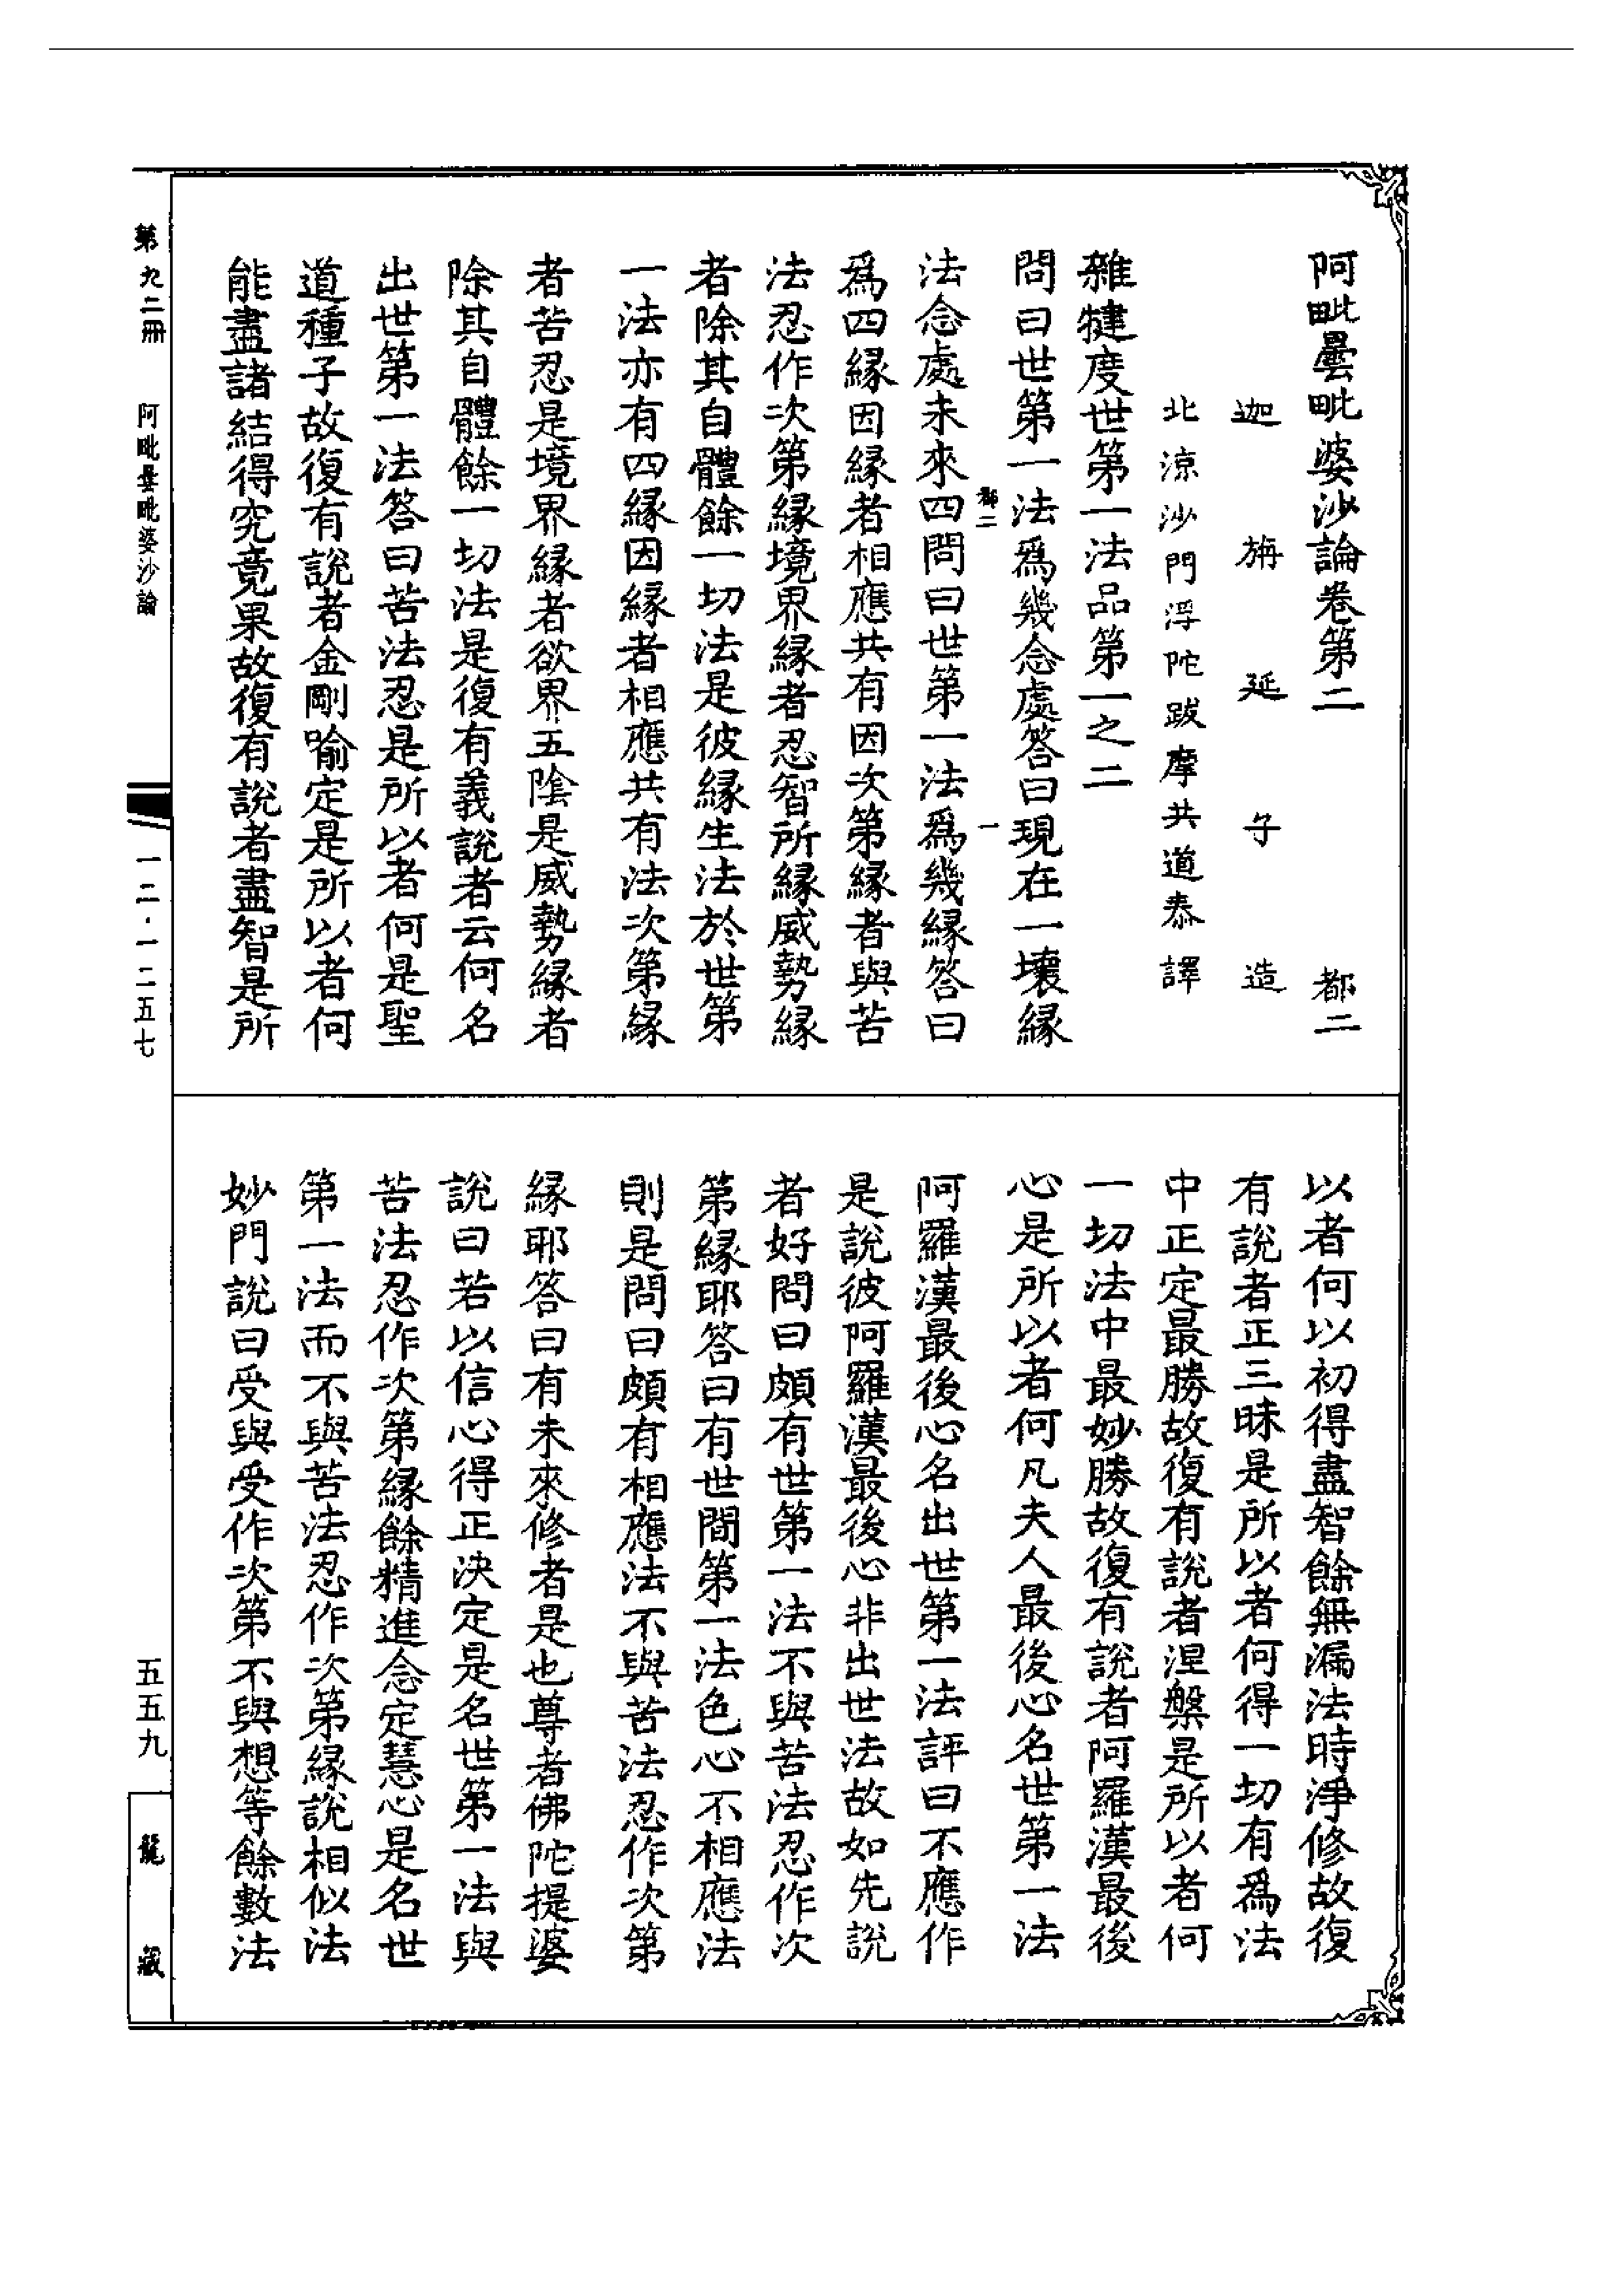 阿毗曇毗婆沙論卷第二　都二
迦旃延子造
北涼沙門浮陀跋摩共道泰譯
雜犍度世第一法品第一之二
問曰世第一法爲幾念處答曰現在一壞緣
都二　一
法念處未來四問曰世第一法爲幾緣答曰
爲四緣因緣者相應共有因次第緣者與苦
法忍作次第緣境界緣者忍智所緣威勢緣
者除其自體餘一切法是彼緣生法於世第
一法亦有四緣因緣者相應共有法次第緣
者苦忍是境界緣者欲界五陰是威勢緣者
除其自體餘一切法是復有義說者云何名
出世第一法答曰苦法忍是所以者何是聖
道種子故復有說者金剛喻定是所以者何
能盡諸結得究竟果故復有說者盡智是所
以者何以初得盡智餘無漏法時淨修故復
有說者正三昧是所以者何得一切有爲法
中正定最勝故復有說者涅槃是所以者何
一切法中最妙勝故復有說者阿羅漢最後
心是所以者何凡夫人最後心名世第一法
阿羅漢最後心名出世第一法評曰不應作
是說彼阿羅漢最後心非出世法故如先說
者好問曰頗有世第一法不與苦法忍作次
第緣耶答曰有世間第一法色心不相應法
則是問曰頗有相應法不與苦法忍作次第
緣耶答曰有未來修者是也尊者佛陀提婆
說曰若以信心得正決定是名世第一法與
苦法忍作次第緣餘精進念定慧心是名世
第一法而不與苦法忍作次第緣說相似法
妙門說曰受與受作次第不與想等餘數法
第九二冊　阿毗曇毗婆沙論　一二·一二五七　五五九
龍藏